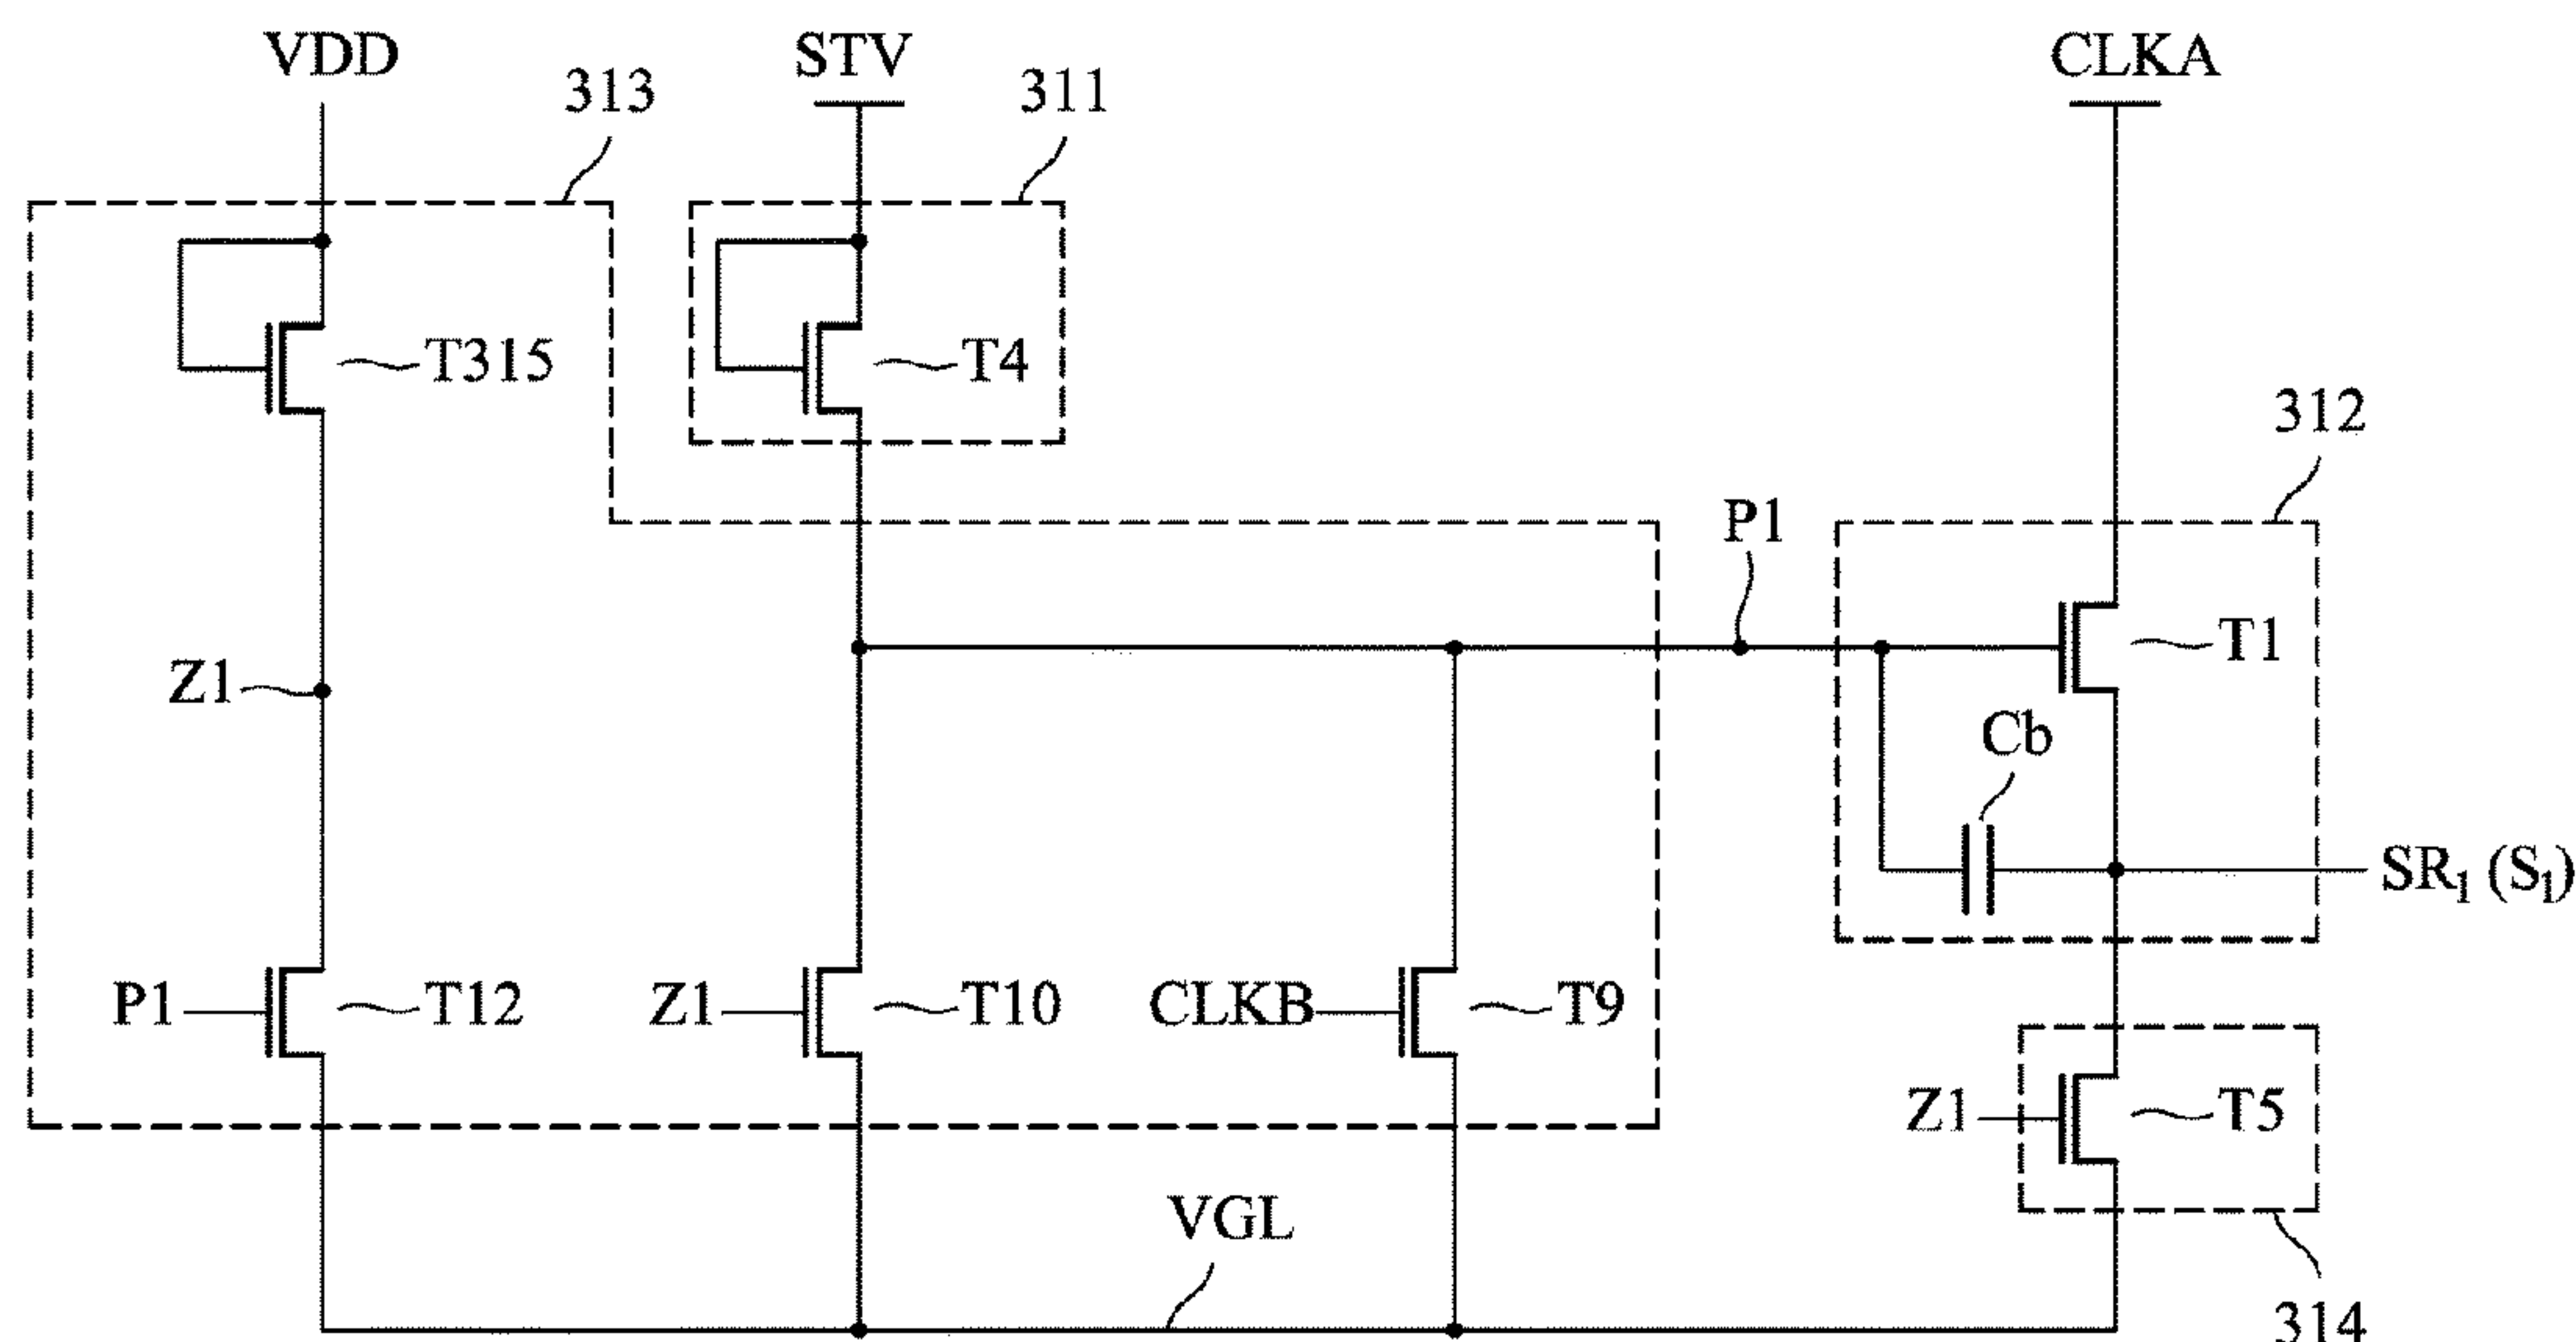 VDD
STV
CLKA
313
311
T315
T4
312
P1
Z1
T1
Cb
SR₁ (S₁)
P1
T12
Z1
T10
CLKB
T9
Z1
T5
VGL
314